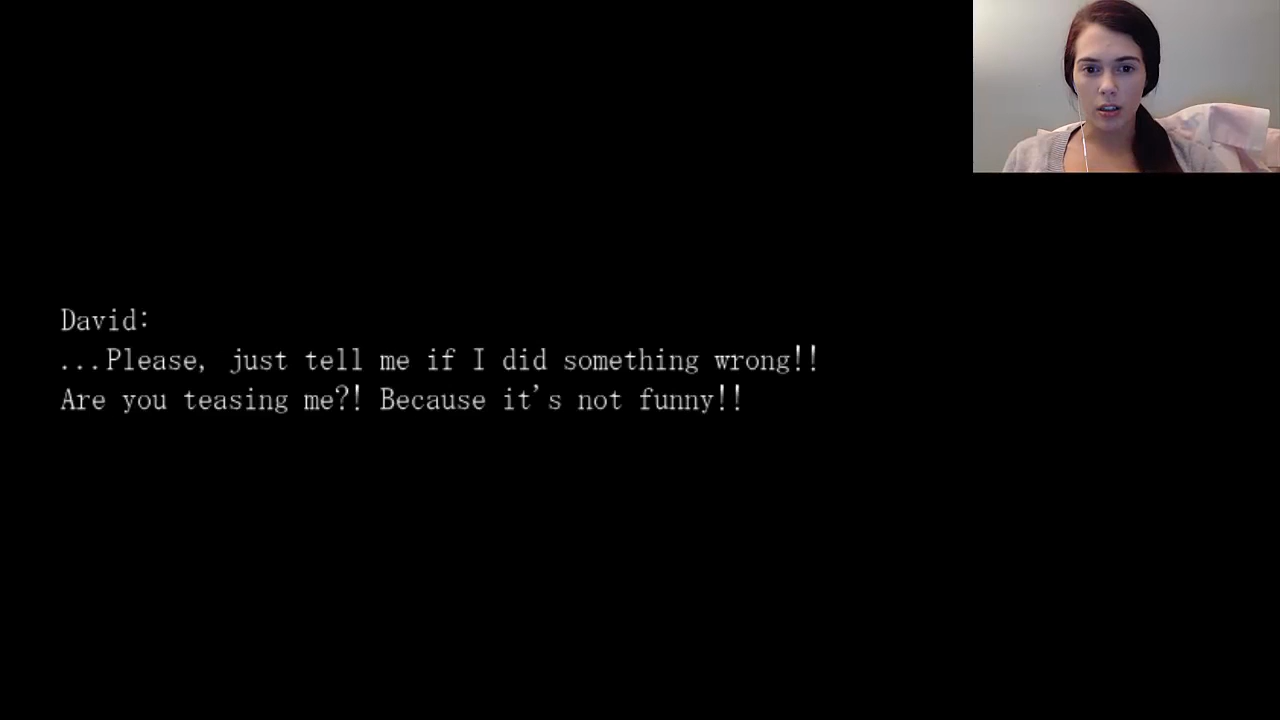 David:
...Please, just tell me if I did something wrong!!
Are you teasing me?! Because it's not funny!!